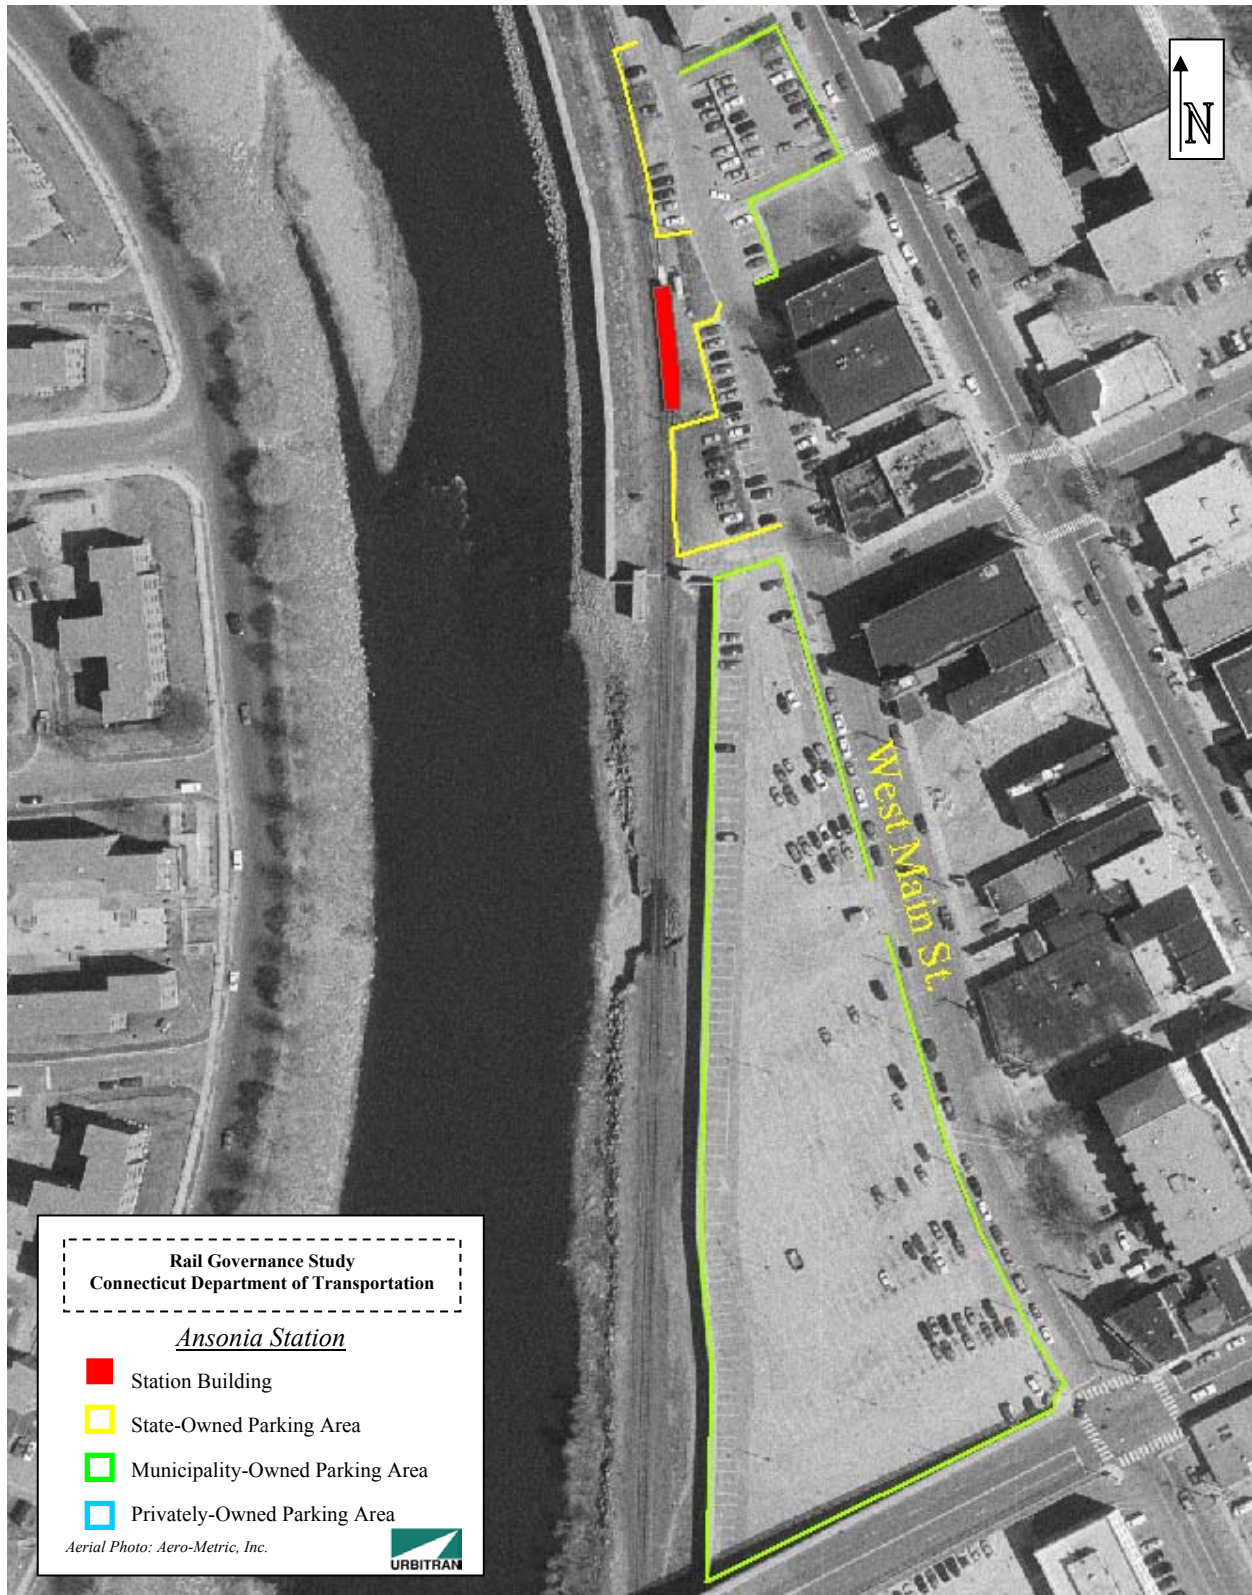 N
West Main St.
Rail Governance Study
Connecticut Department of Transportation
Ansonia Station
Station Building
State-Owned Parking Area
Municipality-Owned Parking Area
Privately-Owned Parking Area
Aerial Photo: Aero-Metric, Inc.
URBITRAN